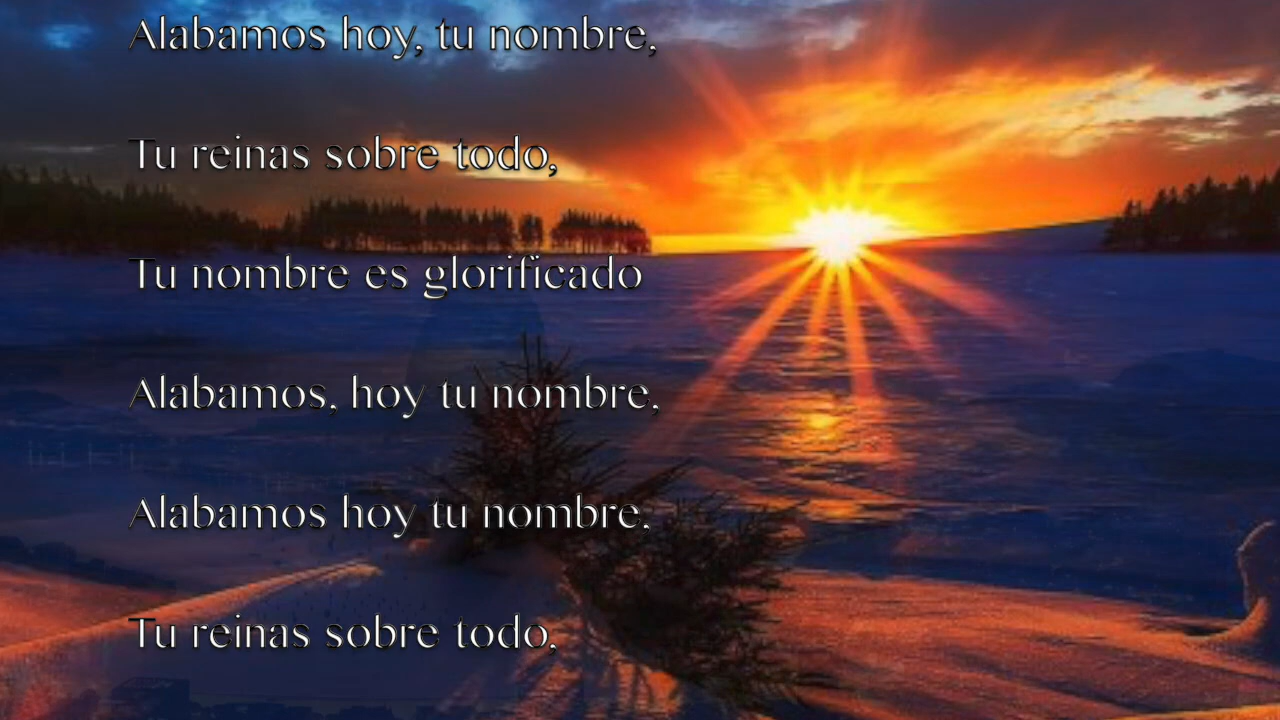 Alabamos hoy, tu nombre,
Tu reinas sobre todo,
Tu nombre es glorificado
Alabamos, hoy tu nombre,
Alabamos hoy tu nombre,
Tu reinas sobre todo,